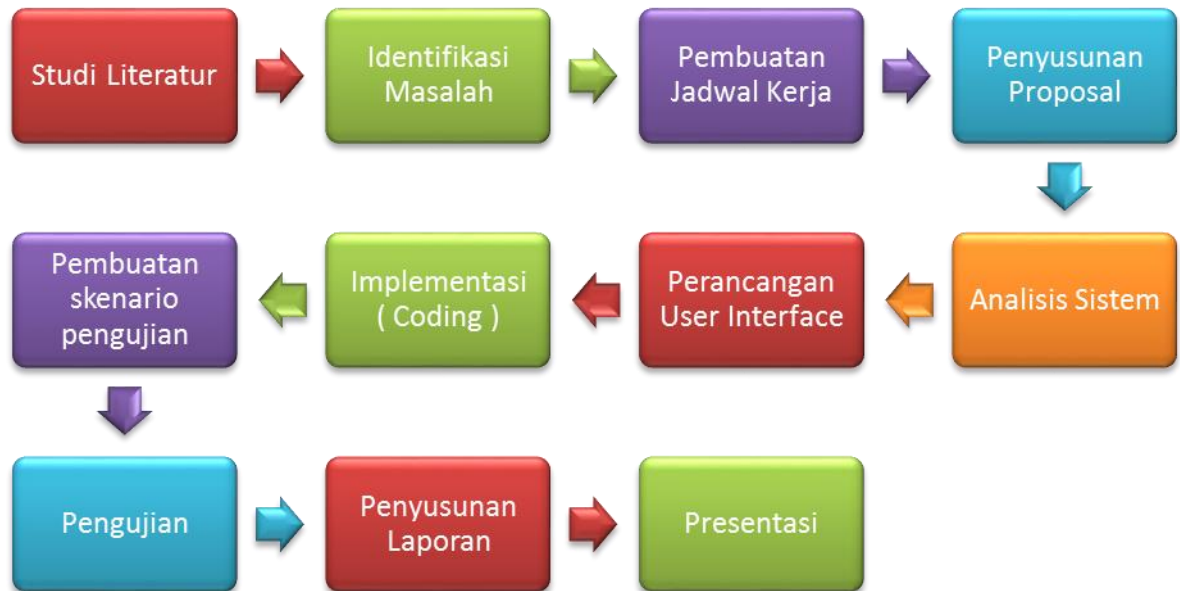 Studi Literatur
Identifikasi
Masalah
Pembuatan
Jadwal Kerja
Penyusunan
Proposal
Analisis Sistem
Perancangan
User Interface
Implementasi
( Coding )
Pembuatan
skenario
pengujian
Pengujian
Penyusunan
Laporan
Presentasi